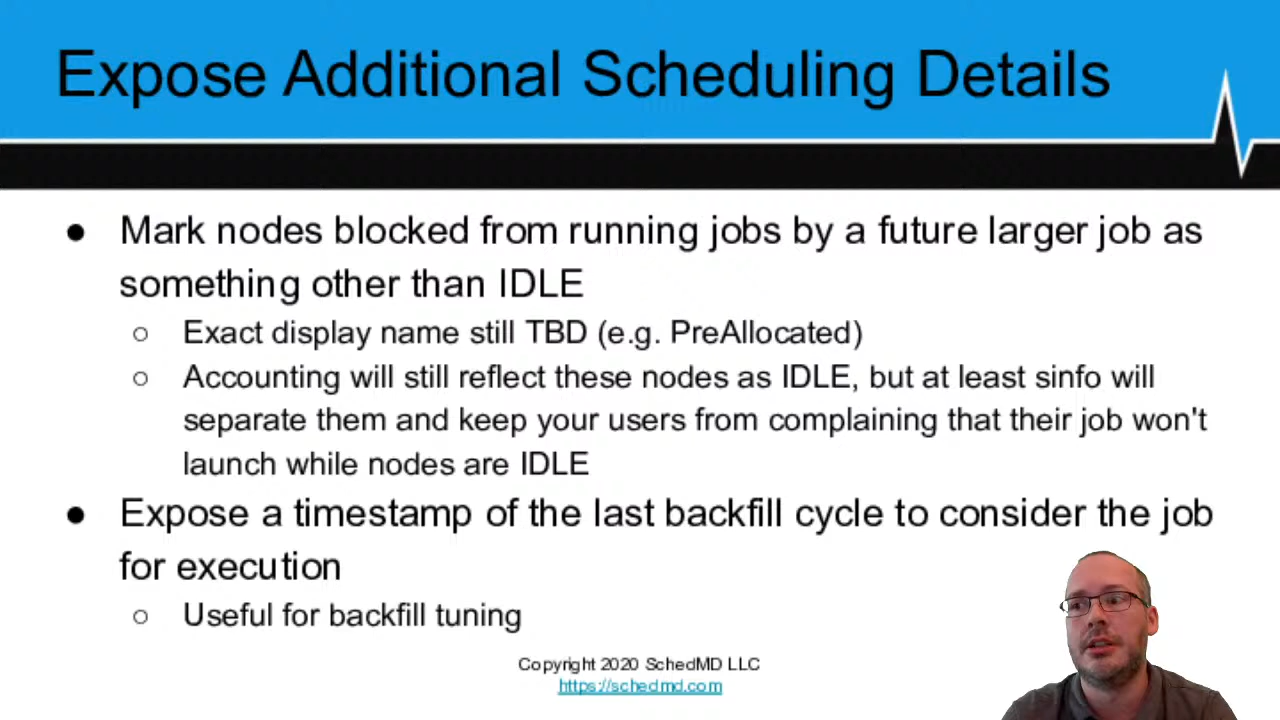 Expose Additional Scheduling Details
● Mark nodes blocked from running jobs by a future larger job as
something other than IDLE
○ Exact display name still TBD (e.g. PreAllocated)
○ Accounting will still reflect these nodes as IDLE, but at least sinfo will
separate them and keep your users from complaining that their job won't
launch while nodes are IDLE
● Expose a timestamp of the last backfill cycle to consider the job
for execution
○ Useful for backfill tuning
Copyright 2020 SchedMD LLC
https://schedmd.com